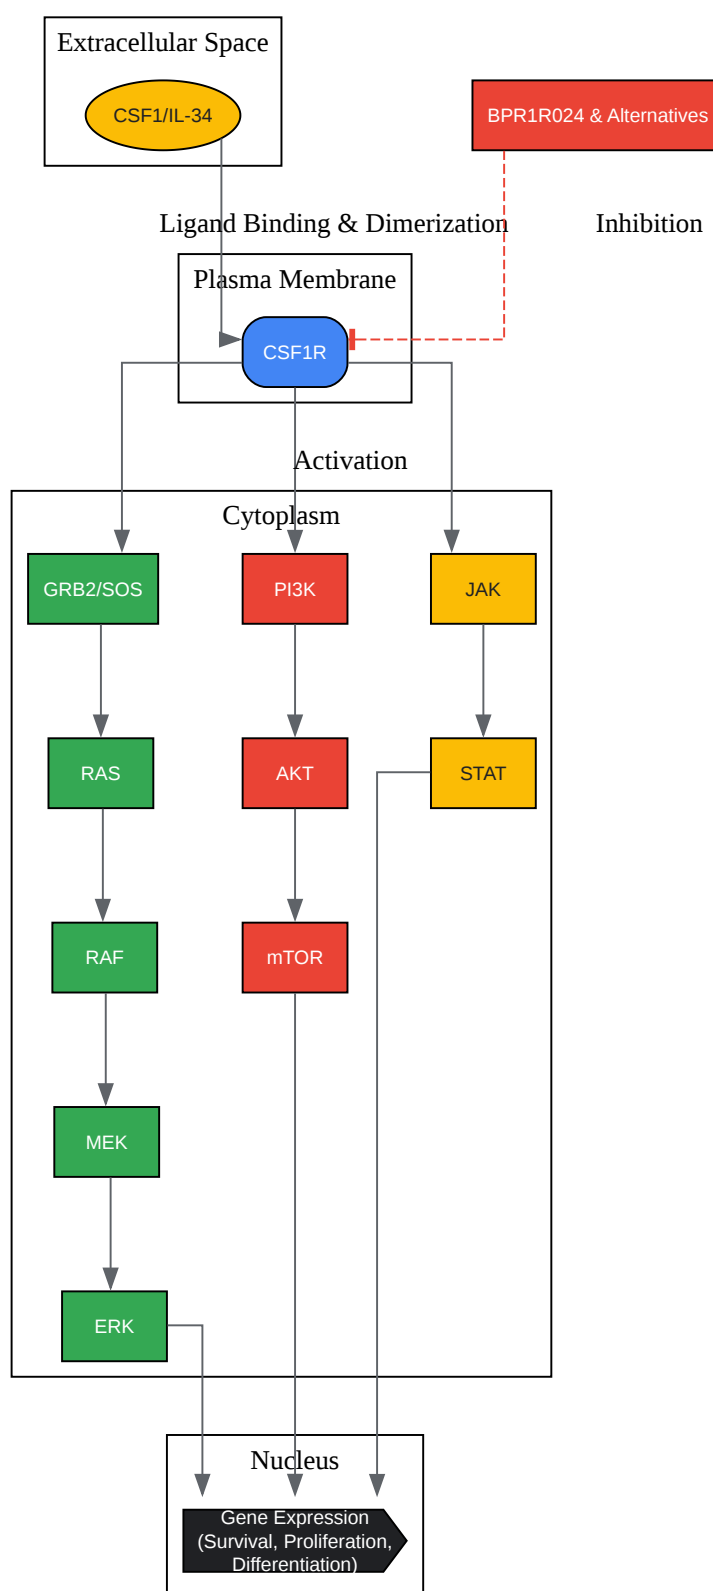 Extracellular Space
CSF1/IL-34
BPR1R024 & Alternatives
Ligand Binding & Dimerization
Inhibition
Plasma Membrane
CSF1R
Activation
Cytoplasm
GRB2/SOS
PI3K
JAK
RAS
AKT
STAT
RAF
mTOR
MEK
ERK
Nucleus
Gene Expression
(Survival, Proliferation,
Differentiation)